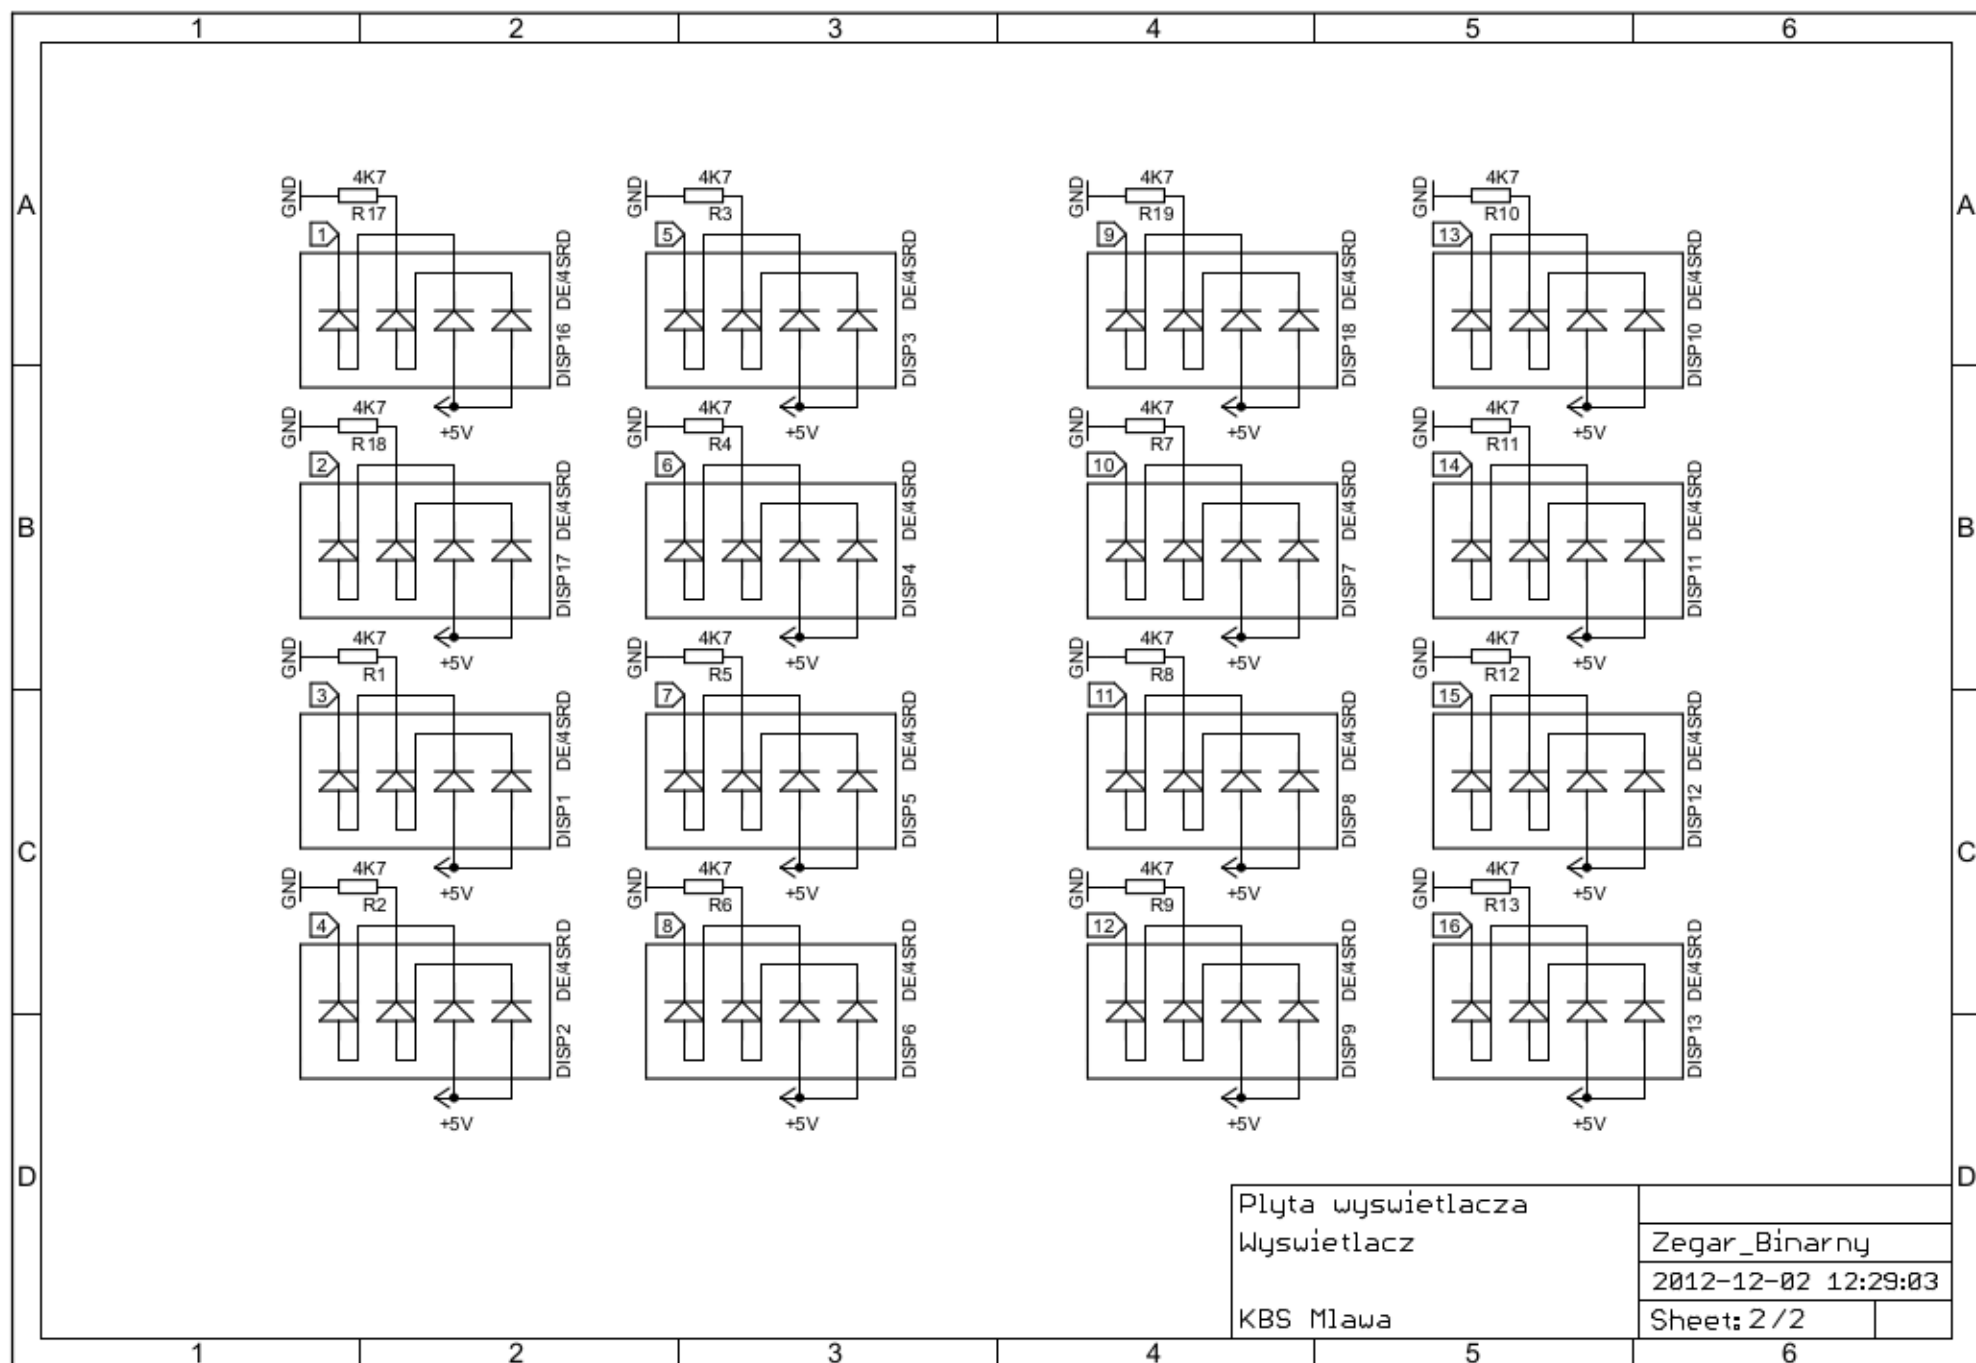 1 2 3 4 5 6
A A
4K7 4K7 4K7 4K7
GND R17 GND R3 GND R19 GND R10
1 5 9 13
DISP16 DE/4SRD DISP3 DE/4SRD DISP18 DE/4SRD DISP10 DE/4SRD
+5V +5V +5V +5V
4K7 4K7 4K7 4K7
GND R18 GND R4 GND R7 GND R11
2 6 10 14
B B
DISP17 DE/4SRD DISP4 DE/4SRD DISP7 DE/4SRD DISP11 DE/4SRD
+5V +5V +5V +5V
4K7 4K7 4K7 4K7
GND R1 GND R5 GND R8 GND R12
3 7 11 15
DISP1 DE/4SRD DISP5 DE/4SRD DISP8 DE/4SRD DISP12 DE/4SRD
C C
+5V +5V +5V +5V
4K7 4K7 4K7 4K7
GND R2 GND R6 GND R9 GND R13
4 8 12 16
DISP2 DE/4SRD DISP6 DE/4SRD DISP9 DE/4SRD DISP13 DE/4SRD
+5V +5V +5V +5V
D D
Plyta wyswietlacza
Wyswietlacz
KBS Mlawa
Zegar_Binarny
2012-12-02 12:29:03
Sheet: 2/2
1 2 3 4 5 6